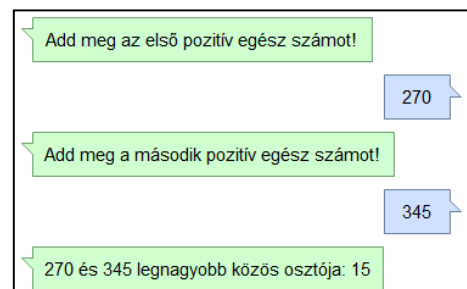 Add meg az első pozitív egész számot!
270
Add meg a második pozitív egész számot!
345
270 és 345 legnagyobb közös osztója: 15